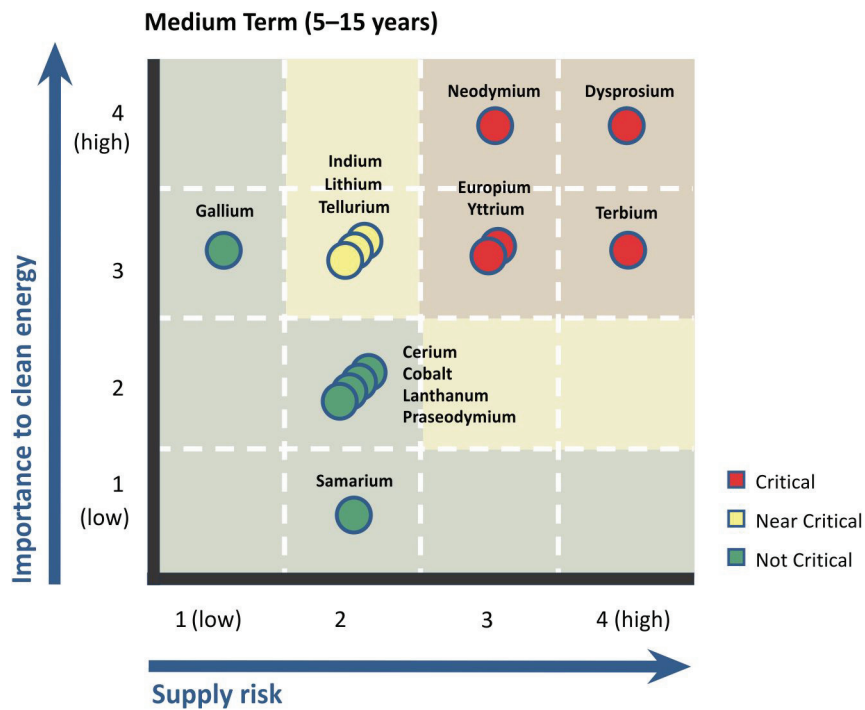 Medium Term (5–15 years)
Importance to clean energy
4
(high)
3
2
1
(low)
Neodymium
Dysprosium
Indium
Lithium
Tellurium
Europium
Yttrium
Gallium
Terbium
Cerium
Cobalt
Lanthanum
Praseodymium
Samarium
Critical
Near Critical
Not Critical
1 (low)
2
3
4 (high)
Supply risk